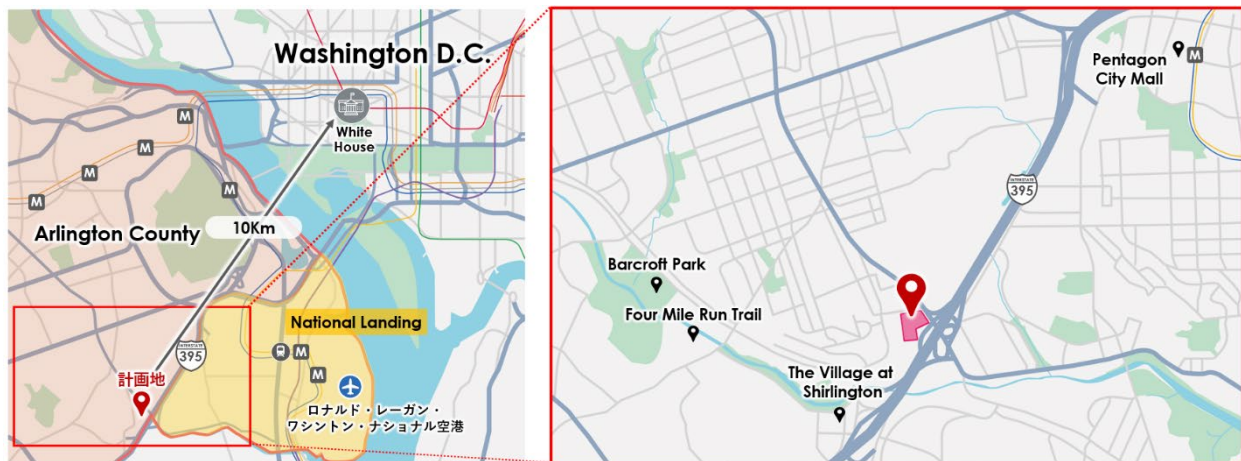 Washington D.C.
White
House
M
M
M
M
M
10Km
Arlington County
National Landing
INTERSTATE
395
M
M
計画地
ロナルド・レーガン・
ワシントン・ナショナル空港
Pentagon
City Mall
M
INTERSTATE
395
Barcroft Park
Four Mile Run Trail
The Village at
Shirlington